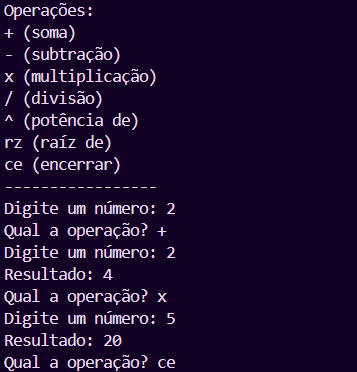 Operações:
+ (soma)
- (subtração)
x (multiplicação)
/ (divisão)
^ (potência de)
rz (raíz de)
ce (encerrar)
-----------------
Digite um número: 2
Qual a operação? +
Digite um número: 2
Resultado: 4
Qual a operação? x
Digite um número: 5
Resultado: 20
Qual a operação? ce